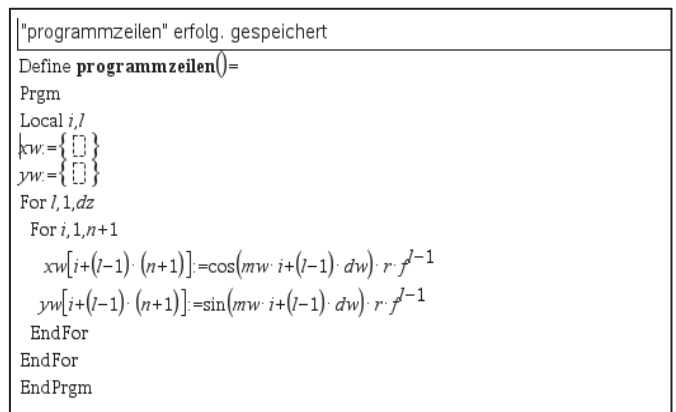 "programmzeilen" erfolg. gespeichert
Define programmzeilen()=
Prgm
Local i,l
xw:={[]}
yw:={[]}
For l,1,dz
For i,1,n+1
xw[i+(l-1)·(n+1)]:=cos(mw·i+(l-1)·dw)·r·f^l-1
yw[i+(l-1)·(n+1)]:=sin(mw·i+(l-1)·dw)·r·f^l-1
EndFor
EndFor
EndPrgm